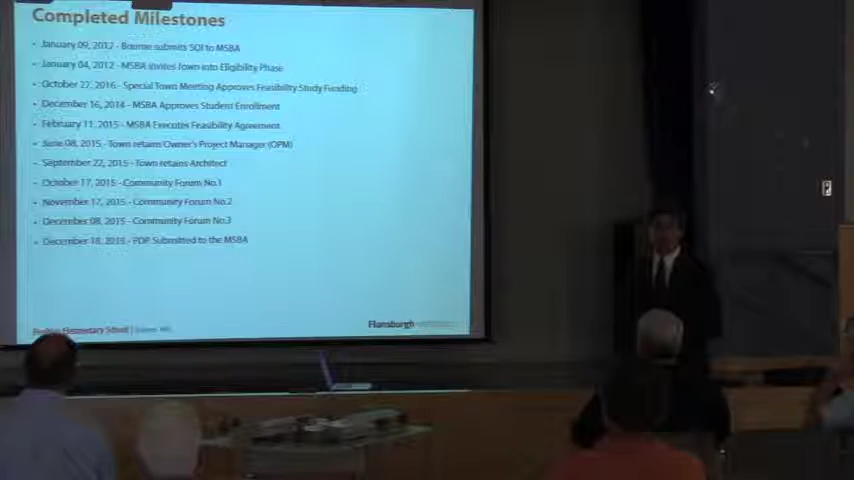 Completed Milestones
January 09, 2012 - Bourne submits SOI to MSBA
January 04, 2012 - MSBA invites Town into Eligibility Phase
October 27, 2016 - Special Town Meeting Approves Feasibility Study Funding
December 16, 2014 - MSBA Approves Student Enrollment
February 11, 2015 - MSBA Executes Feasibility Agreement
June 08, 2015 - Town retains Owner's Project Manager (OPM)
September 22, 2015 - Town retains Architect
October 17, 2015 - Community Forum No.1
November 17, 2015 - Community Forum No.2
December 08, 2015 - Community Forum No.3
December 18, 2015 - PDP Submitted to the MSBA
Elementary School
Flansburgh